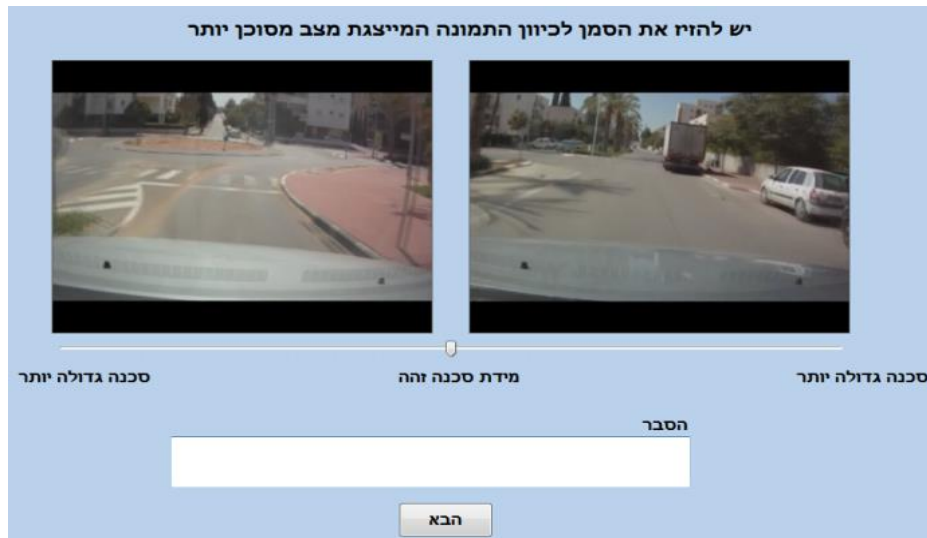 יש להזיז את הסמן לכיוון התמונה המייצגת מצב מסוכן יותר
סכנה גדולה יותר
מידת סכנה זהה
סכנה גדולה יותר
הסבר
הבא